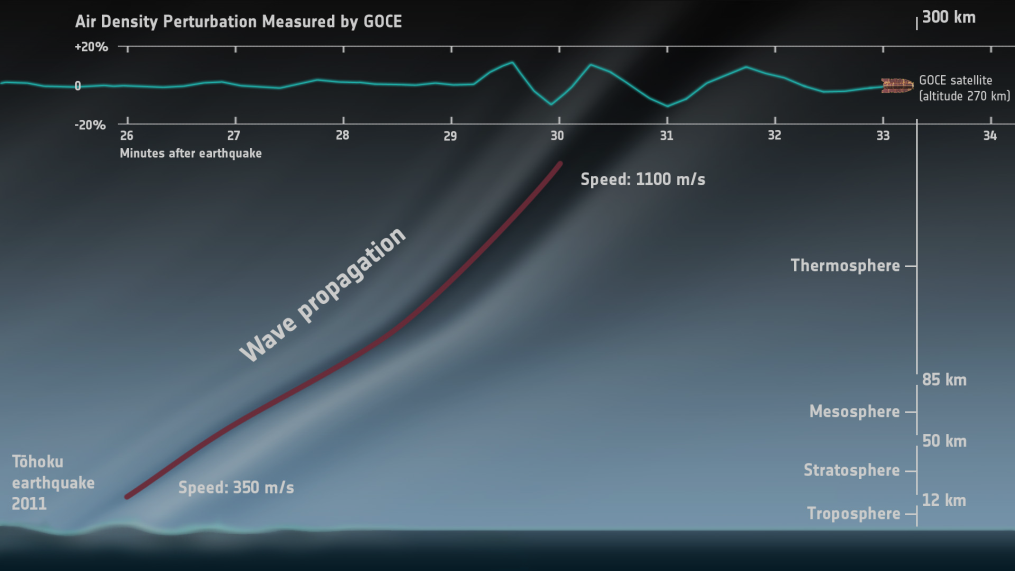 Air Density Perturbation Measured by GOCE
300 km
+20%
0
GOCE satellite
(altitude 270 km)
-20%
26 27 28 29 30 31 32 33 34
Minutes after earthquake
Speed: 1100 m/s
Wave propagation
Thermosphere
85 km
Mesosphere
50 km
Tōhoku
earthquake
2011
Stratosphere
Speed: 350 m/s
12 km
Troposphere